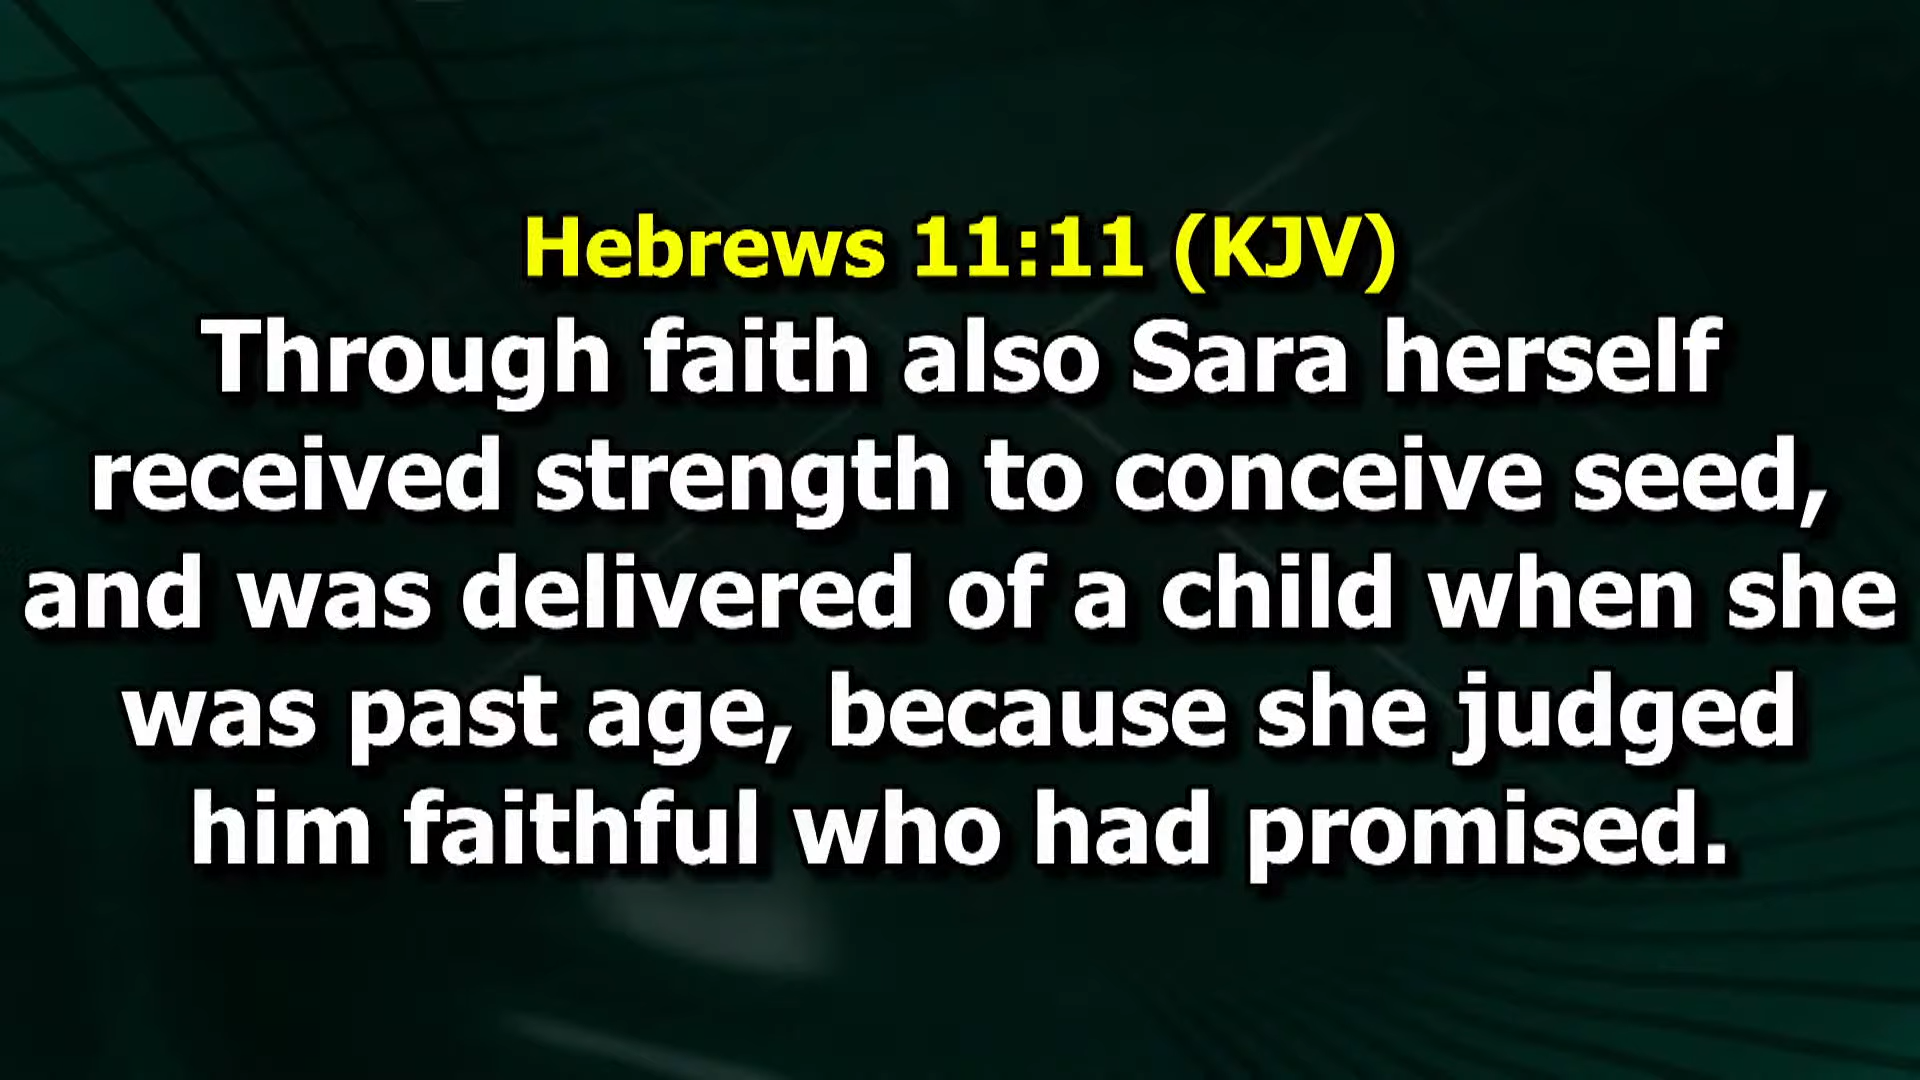 Hebrews 11:11 (KJV)
Through faith also Sara herself
received strength to conceive seed,
and was delivered of a child when she
was past age, because she judged
him faithful who had promised.